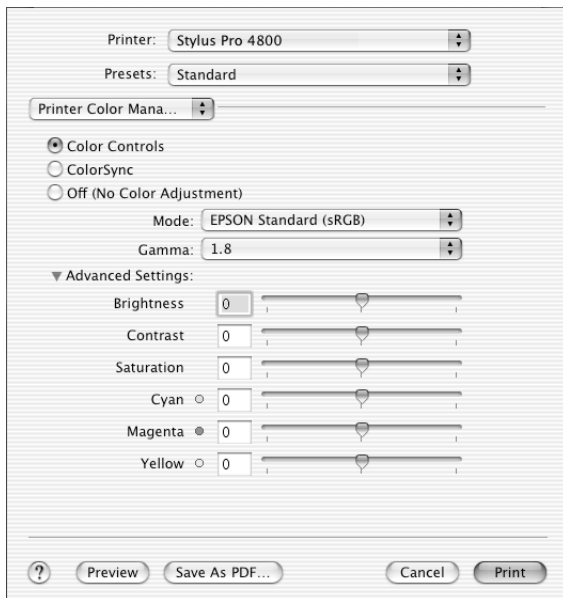 Printer: Stylus Pro 4800
Presets: Standard
Printer Color Mana...
Color Controls
ColorSync
Off (No Color Adjustment)
Mode: EPSON Standard (sRGB)
Gamma: 1.8
Advanced Settings:
Brightness 0
Contrast 0
Saturation 0
Cyan 0
Magenta 0
Yellow 0
? Preview Save As PDF... Cancel Print